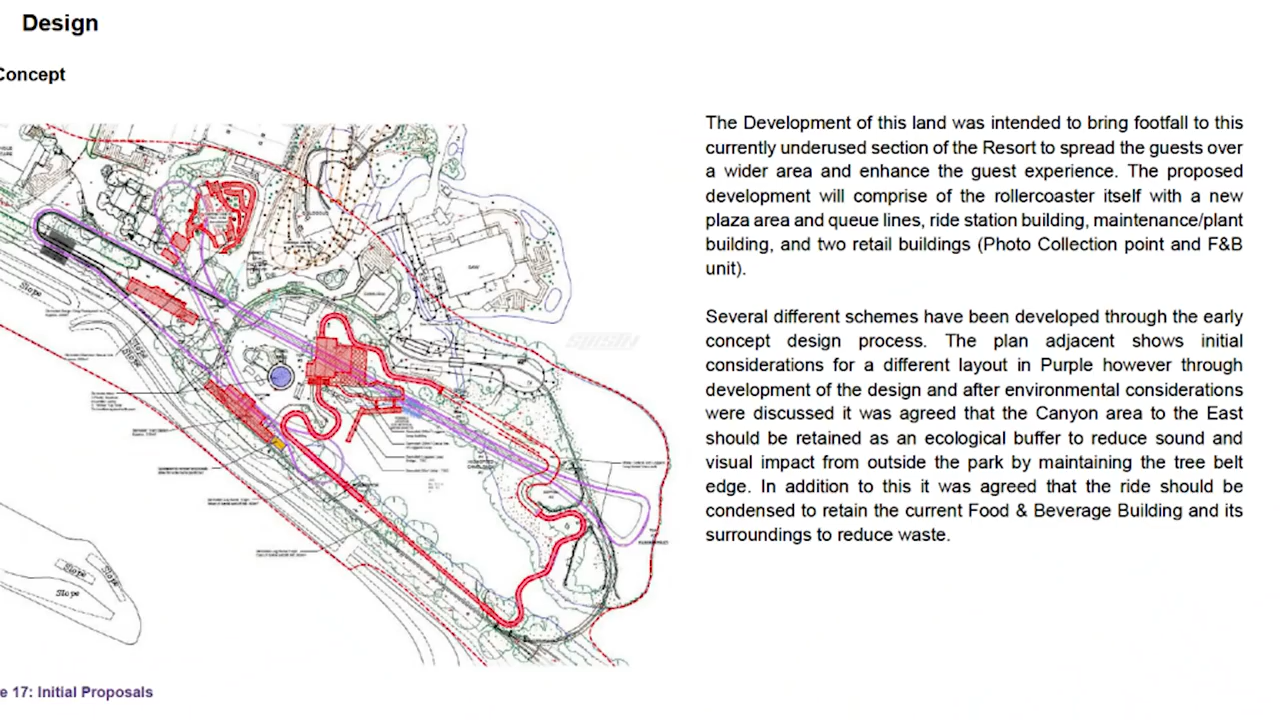 Design
Concept
The Development of this land was intended to bring footfall to this
currently underused section of the Resort to spread the guests over
a wider area and enhance the guest experience. The proposed
development will comprise of the rollercoaster itself with a new
plaza area and queue lines, ride station building, maintenance/plant
building, and two retail buildings (Photo Collection point and F&B
unit).
Several different schemes have been developed through the early
concept design process. The plan adjacent shows initial
considerations for a different layout in Purple however through
development of the design and after environmental considerations
were discussed it was agreed that the Canyon area to the East
should be retained as an ecological buffer to reduce sound and
visual impact from outside the park by maintaining the tree belt
edge. In addition to this it was agreed that the ride should be
condensed to retain the current Food & Beverage Building and its
surroundings to reduce waste.
Slope
Slope
Slope
Slope
Slope
e 17: Initial Proposals